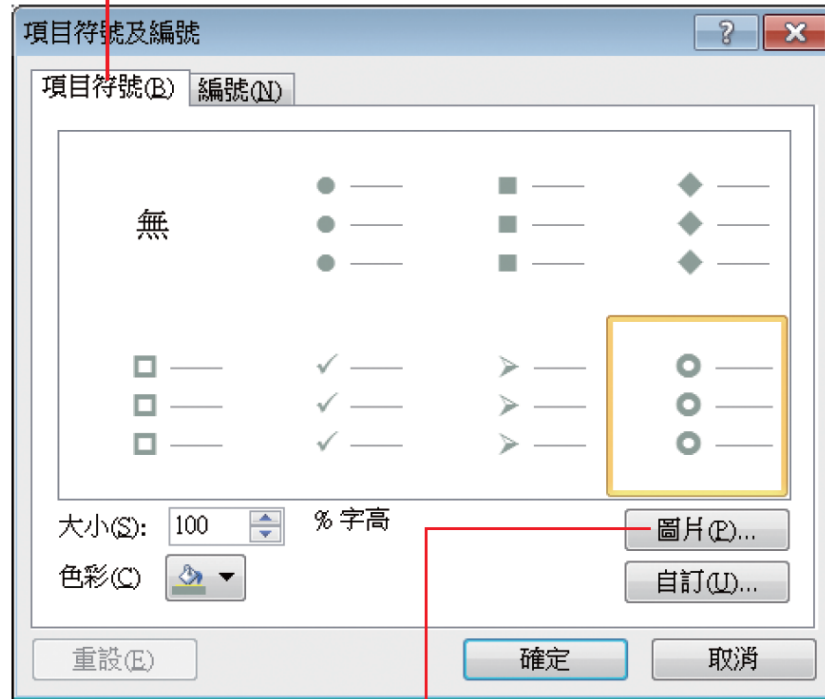 項目符號及編號
項目符號(B) 編號(N)
無
大小(S): 100 % 字高 圖片(P)...
色彩(C) 自訂(U)...
重設(E) 確定 取消